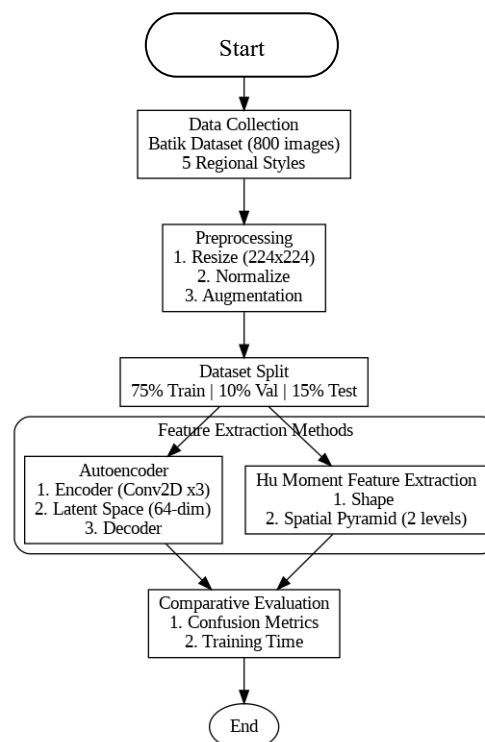 Start
Data Collection
Batik Dataset (800 images)
5 Regional Styles
Preprocessing
1. Resize (224x224)
2. Normalize
3. Augmentation
Dataset Split
75% Train | 10% Val | 15% Test
Feature Extraction Methods
Autoencoder
1. Encoder (Conv2D x3)
2. Latent Space (64-dim)
3. Decoder
Hu Moment Feature Extraction
1. Shape
2. Spatial Pyramid (2 levels)
Comparative Evaluation
1. Confusion Metrics
2. Training Time
End